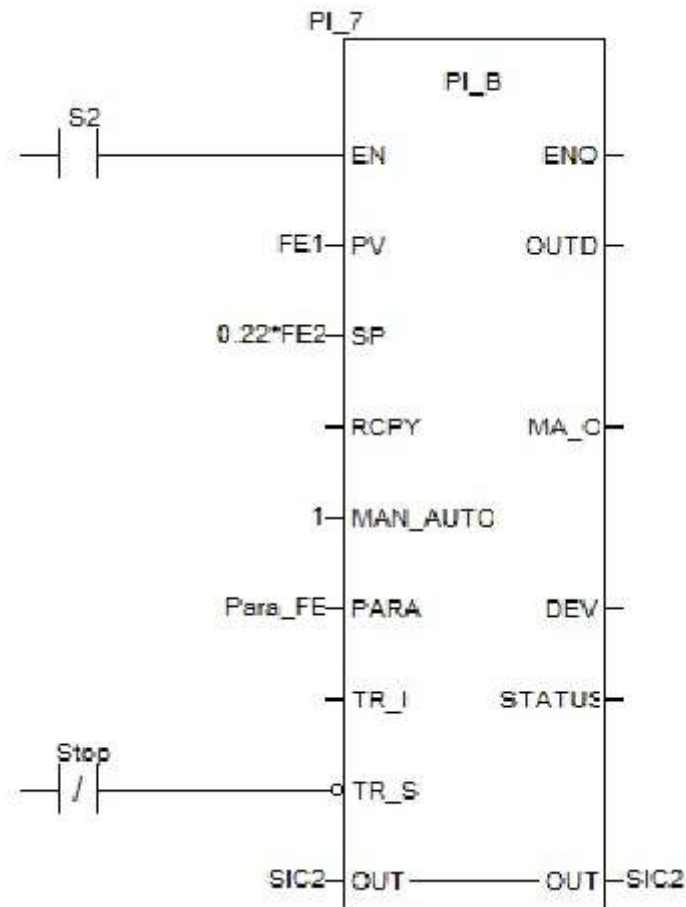 PI_7
PI_B
S2
EN ENO
FE1 PV OUTD
0.22*FE2 SP
RCPY MA_O
1 MAN_AUTO
Para_FE PARA DEV
TR_I STATUS
Stop
/
TR_S
SIC2 OUT OUT SIC2